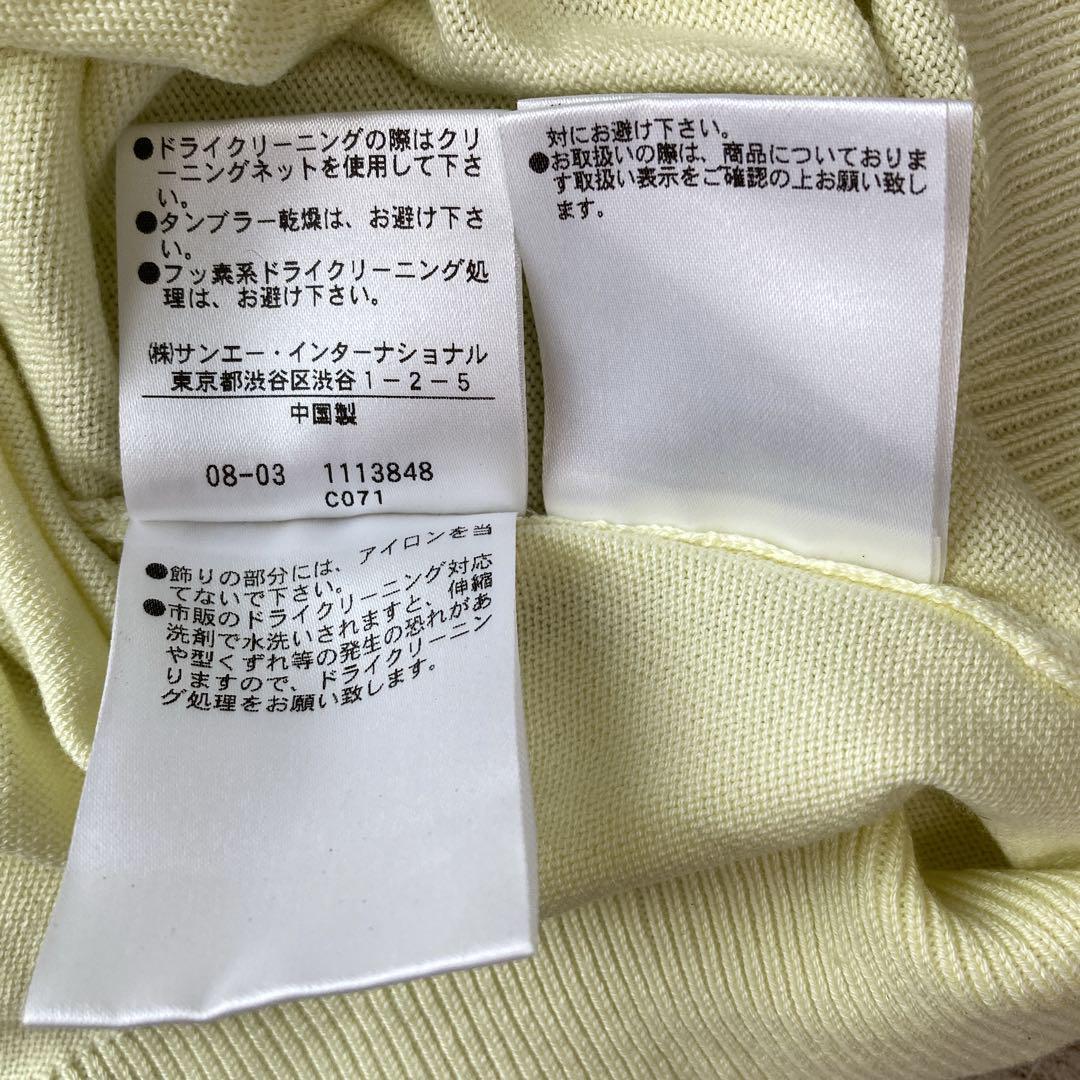 ●ドライクリーニングの際はクリ
ーニングネットを使用して下さ
い。
●タンブラー乾燥は、お避け下さ
い。
●フッ素系ドライクリーニング処
理は、お避け下さい。
㈱サンエー・インターナショナル
東京都渋谷区渋谷1-2-5
中国製
08-03 1113848
C071
●飾りの部分には、アイロンを当
てないで下さい。
●市販のドライクリーニング対応
洗剤で水洗いされますと、伸縮
や型くずれ等の発生の恐れがあ
りますので、ドライクリーニン
グ処理をお願い致します。
対にお避け下さい。
●お取扱いの際は、商品についておりま
す取扱い表示をご確認の上お願い致し
ます。